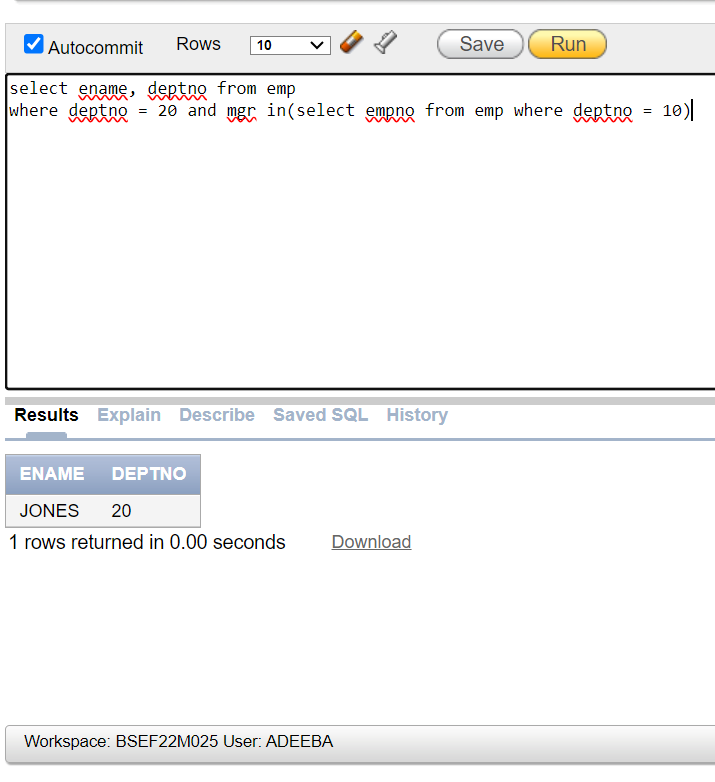 Autocommit Rows 10 Save Run
select ename, deptno from emp
where deptno = 20 and mgr in(select empno from emp where deptno = 10)
Results Explain Describe Saved SQL History
ENAME DEPTNO
JONES 20
1 rows returned in 0.00 seconds Download
Workspace: BSEF22M025 User: ADEEBA